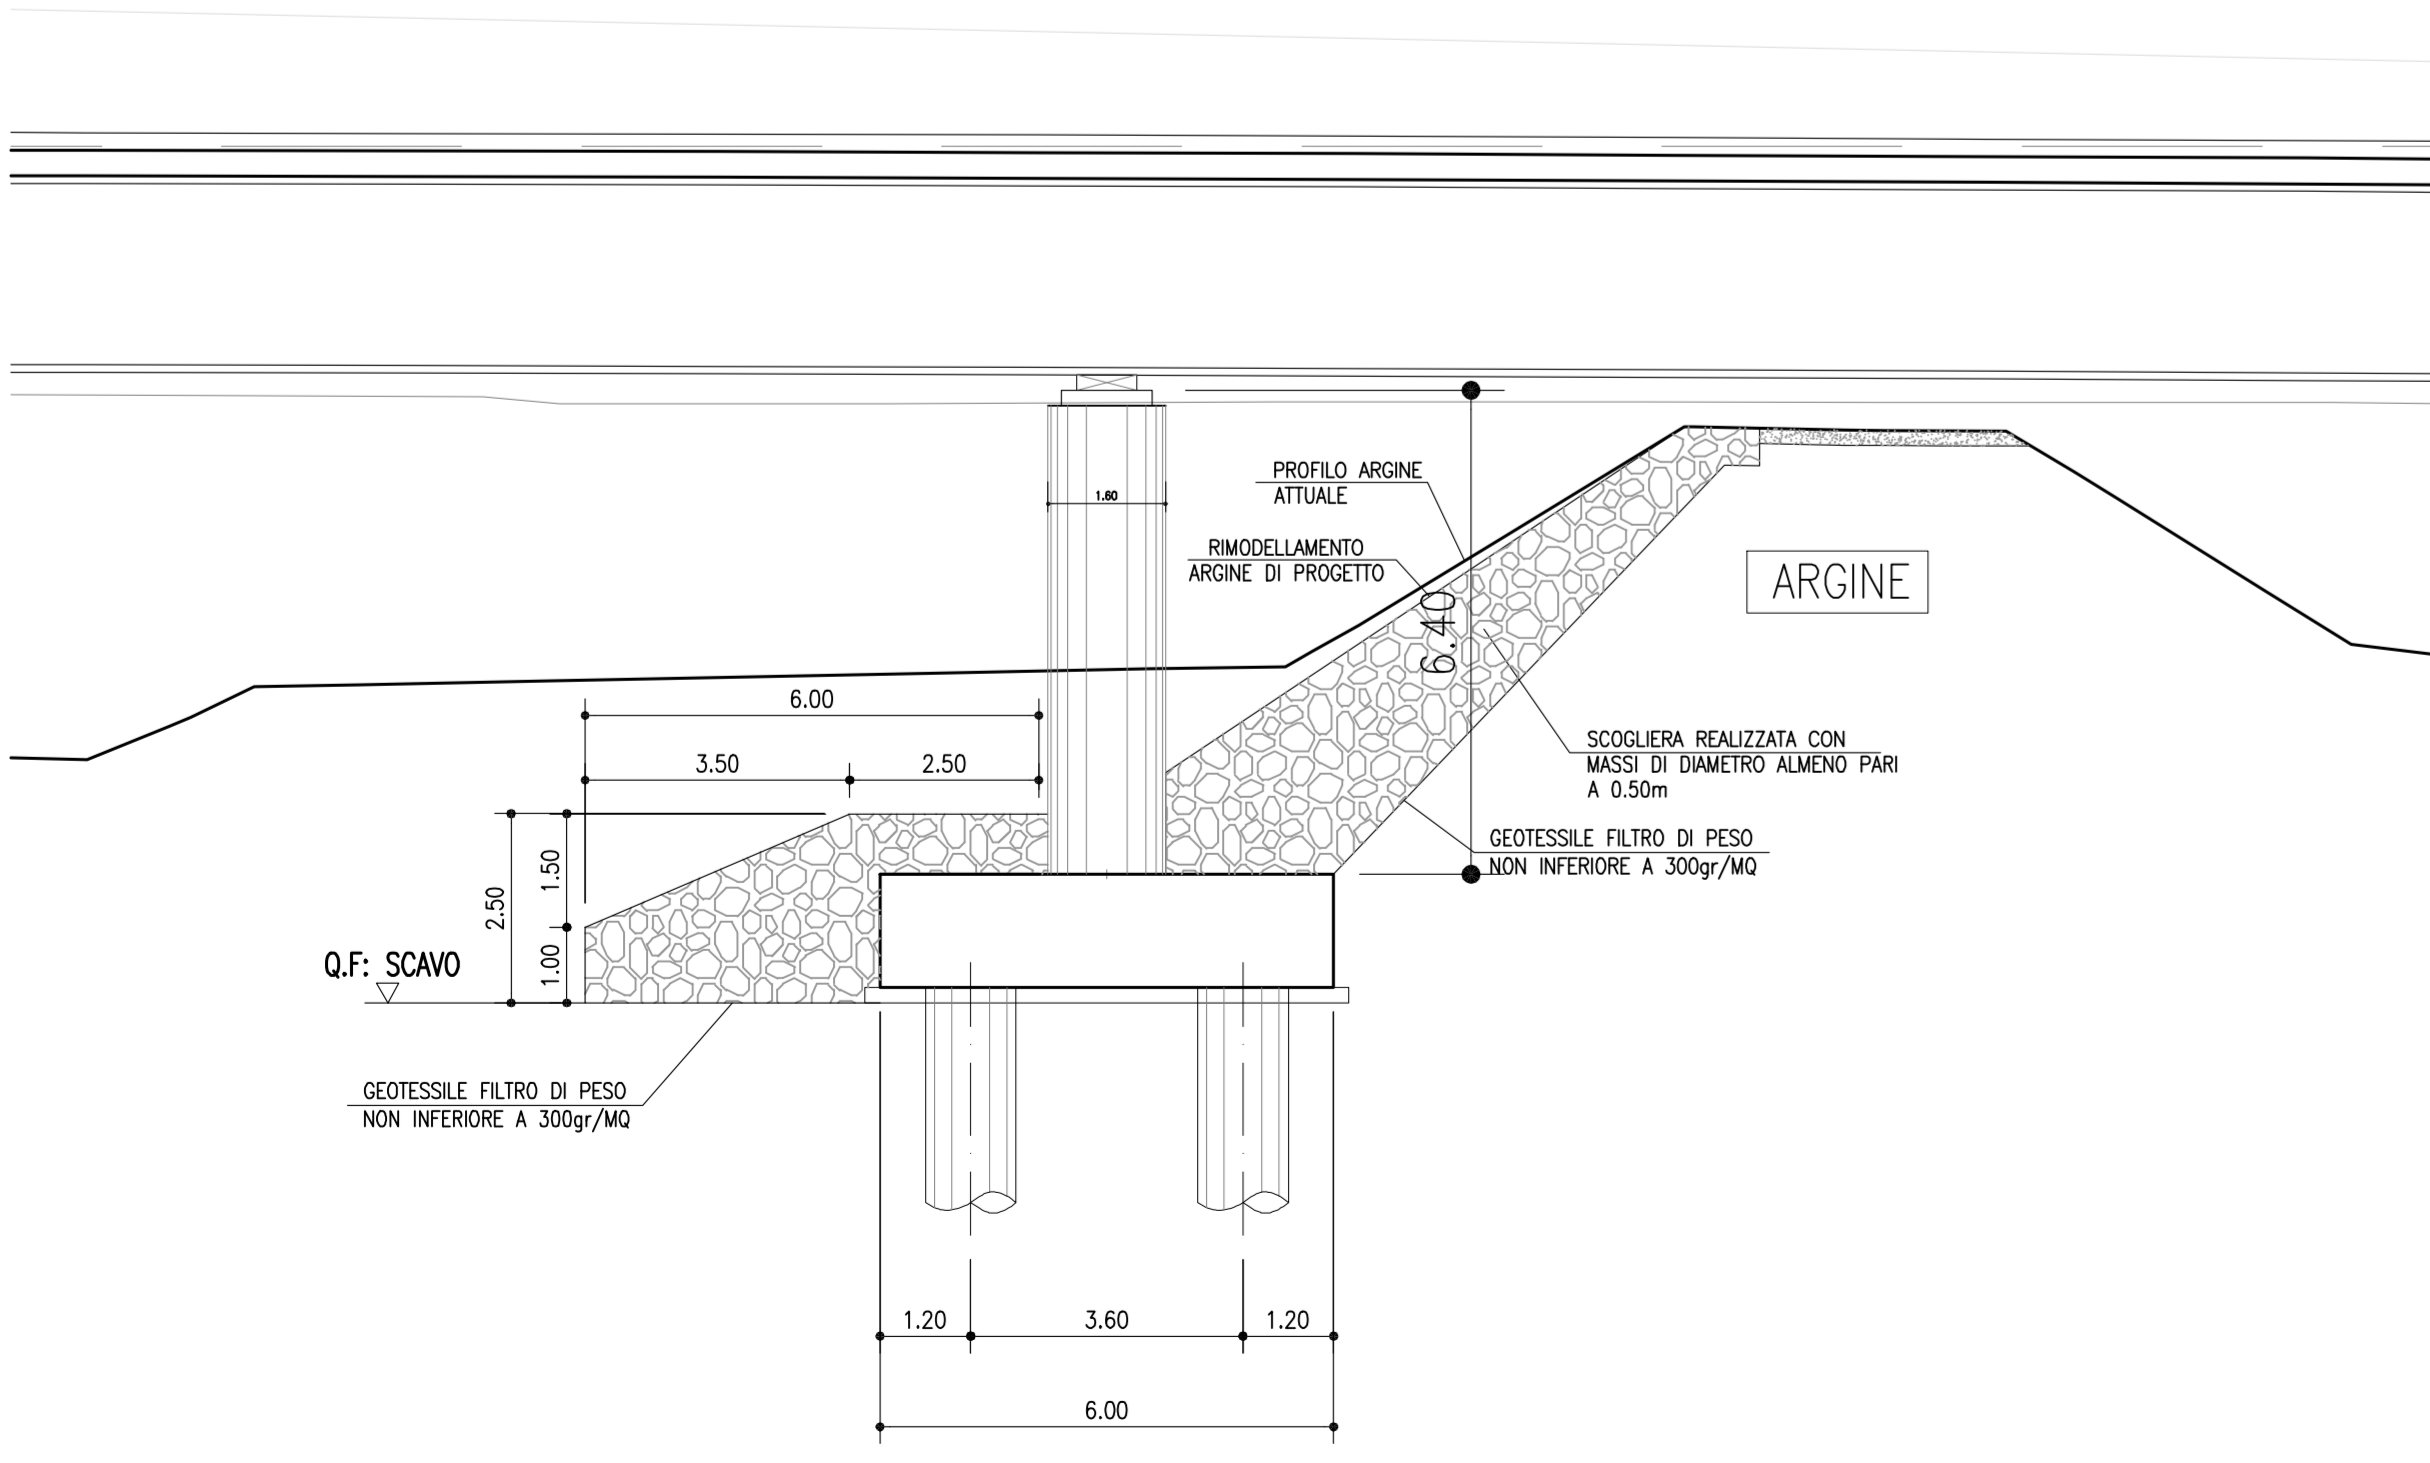 1.60
PROFILO ARGINE
ATTUALE
RIMODELLAMENTO
ARGINE DI PROGETTO
6.40
ARGINE
6.00
3.50
2.50
SCOGLIERA REALIZZATA CON
MASSI DI DIAMETRO ALMENO PARI
A 0.50m
GEOTESSILE FILTRO DI PESO
NON INFERIORE A 300gr/MQ
2.50
1.50
1.00
Q.F: SCAVO
GEOTESSILE FILTRO DI PESO
NON INFERIORE A 300gr/MQ
1.20
3.60
1.20
6.00